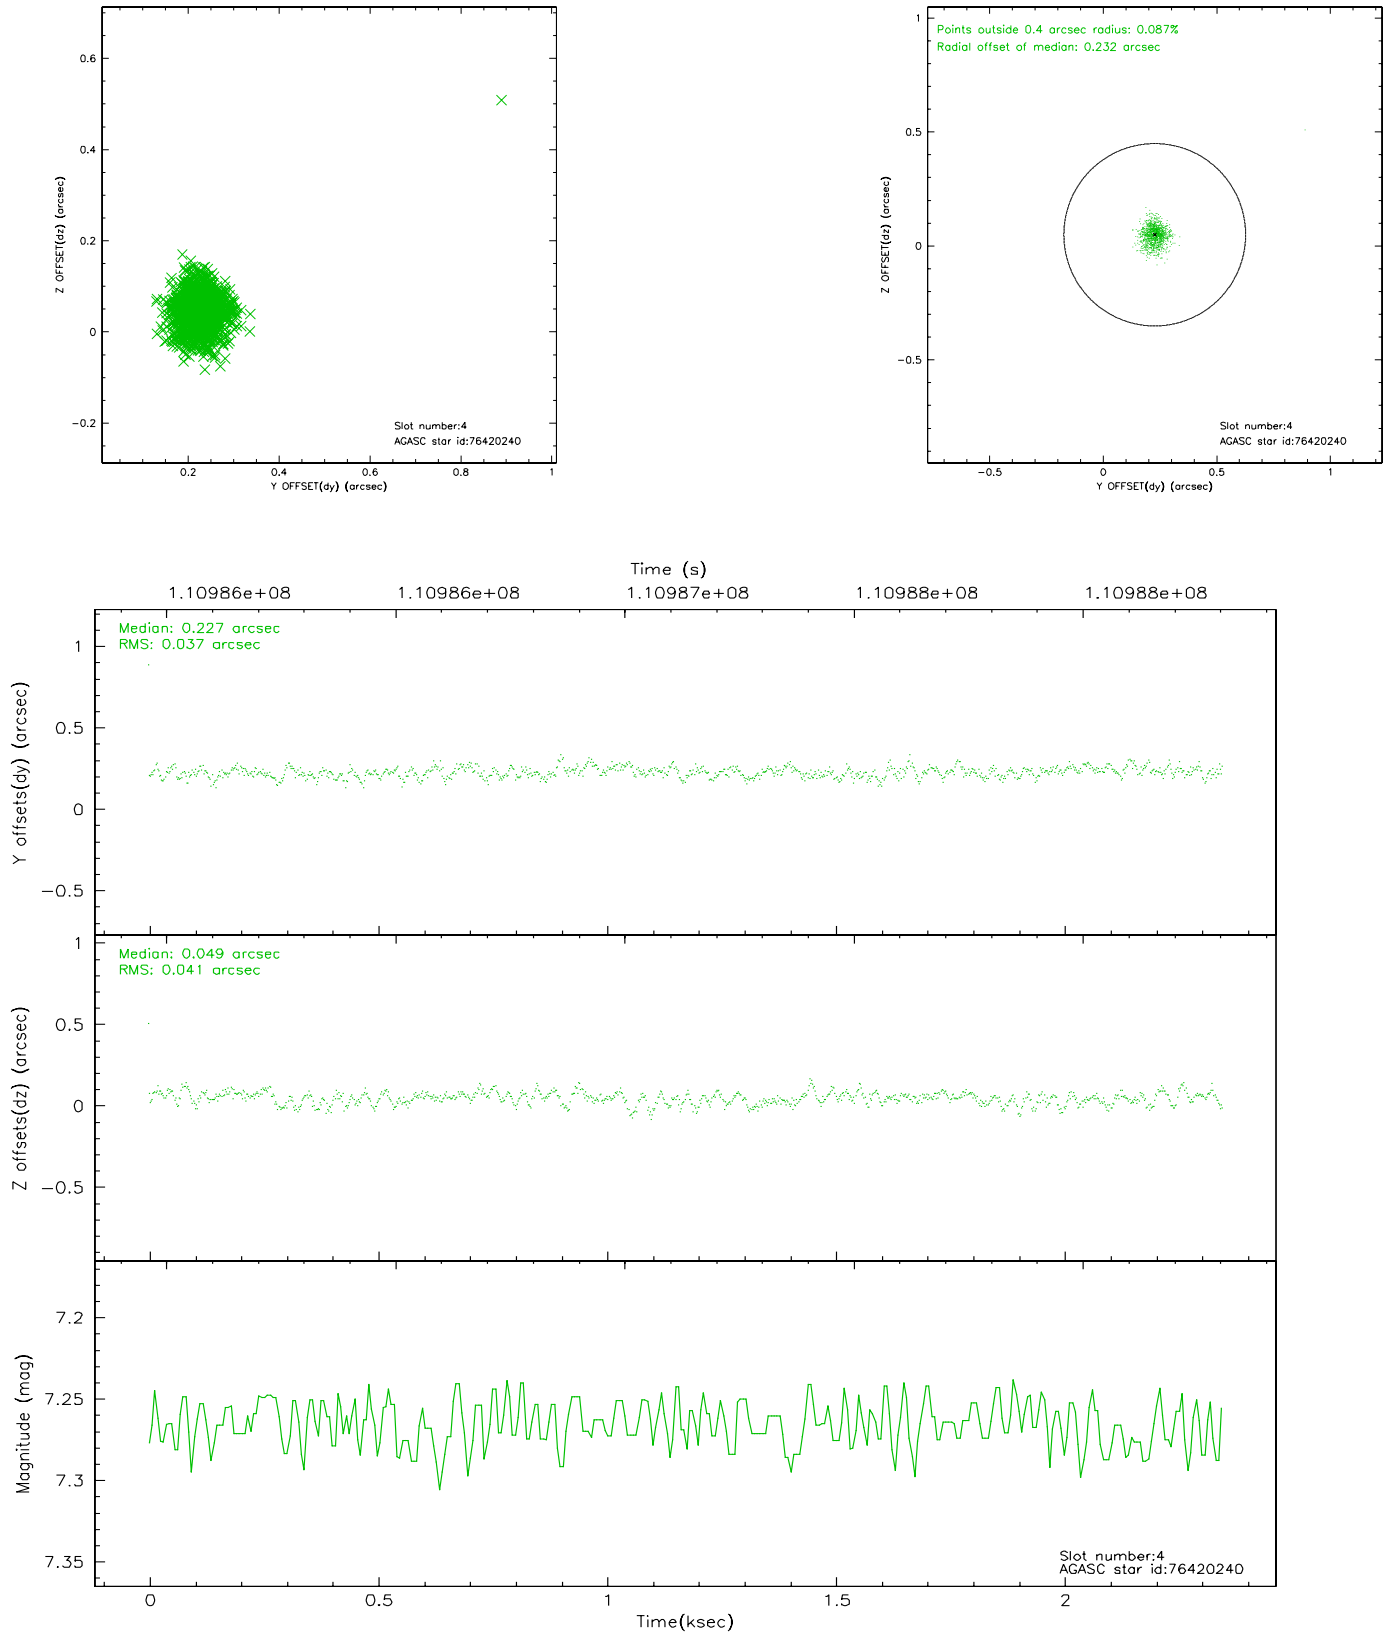 0.6
0.4
0.2
0
−0.2
Z OFFSET(dz) (arcsec)
Slot number:4
AGASC star id:76420240
0.2 0.4 0.6 0.8 1
Y OFFSET(dy) (arcsec)
Points outside 0.4 arcsec radius: 0.087%
Radial offset of median: 0.232 arcsec
1
0.5
0
−0.5
Z OFFSET(dz) (arcsec)
Slot number:4
AGASC star id:76420240
−0.5 0 0.5 1
Y OFFSET(dy) (arcsec)
Time (s)
1.10986e+08 1.10986e+08 1.10987e+08 1.10988e+08 1.10988e+08
Median: 0.227 arcsec
RMS: 0.037 arcsec
1
0.5
0
−0.5
Y offsets(dy) (arcsec)
Median: 0.049 arcsec
RMS: 0.041 arcsec
1
0.5
0
−0.5
Z offsets(dz) (arcsec)
7.2
7.25
7.3
7.35
Magnitude (mag)
Slot number:4
AGASC star id:76420240
0 0.5 1 1.5 2
Time(ksec)